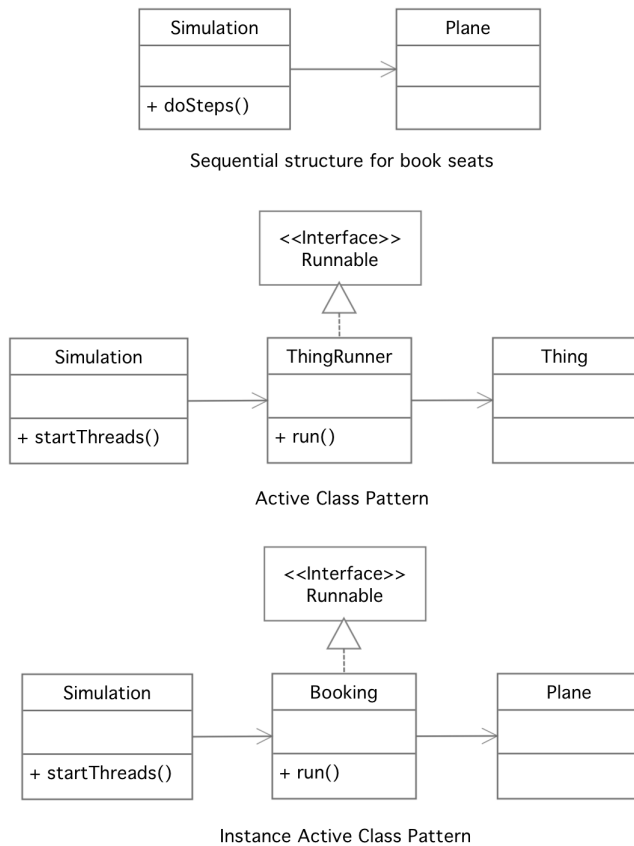 Simulation
Plane
+ doSteps()
Sequential structure for book seats
<<Interface>>
Runnable
Simulation
ThingRunner
Thing
+ startThreads()
+ run()
Active Class Pattern
<<Interface>>
Runnable
Simulation
Booking
Plane
+ startThreads()
+ run()
Instance Active Class Pattern